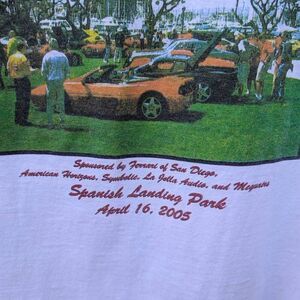 Sponsored by Ferrari of San Diego,
American Horizons, Symbolic, La Jolla Audio, and Meguiars
Spanish Landing Park
April 16, 2005